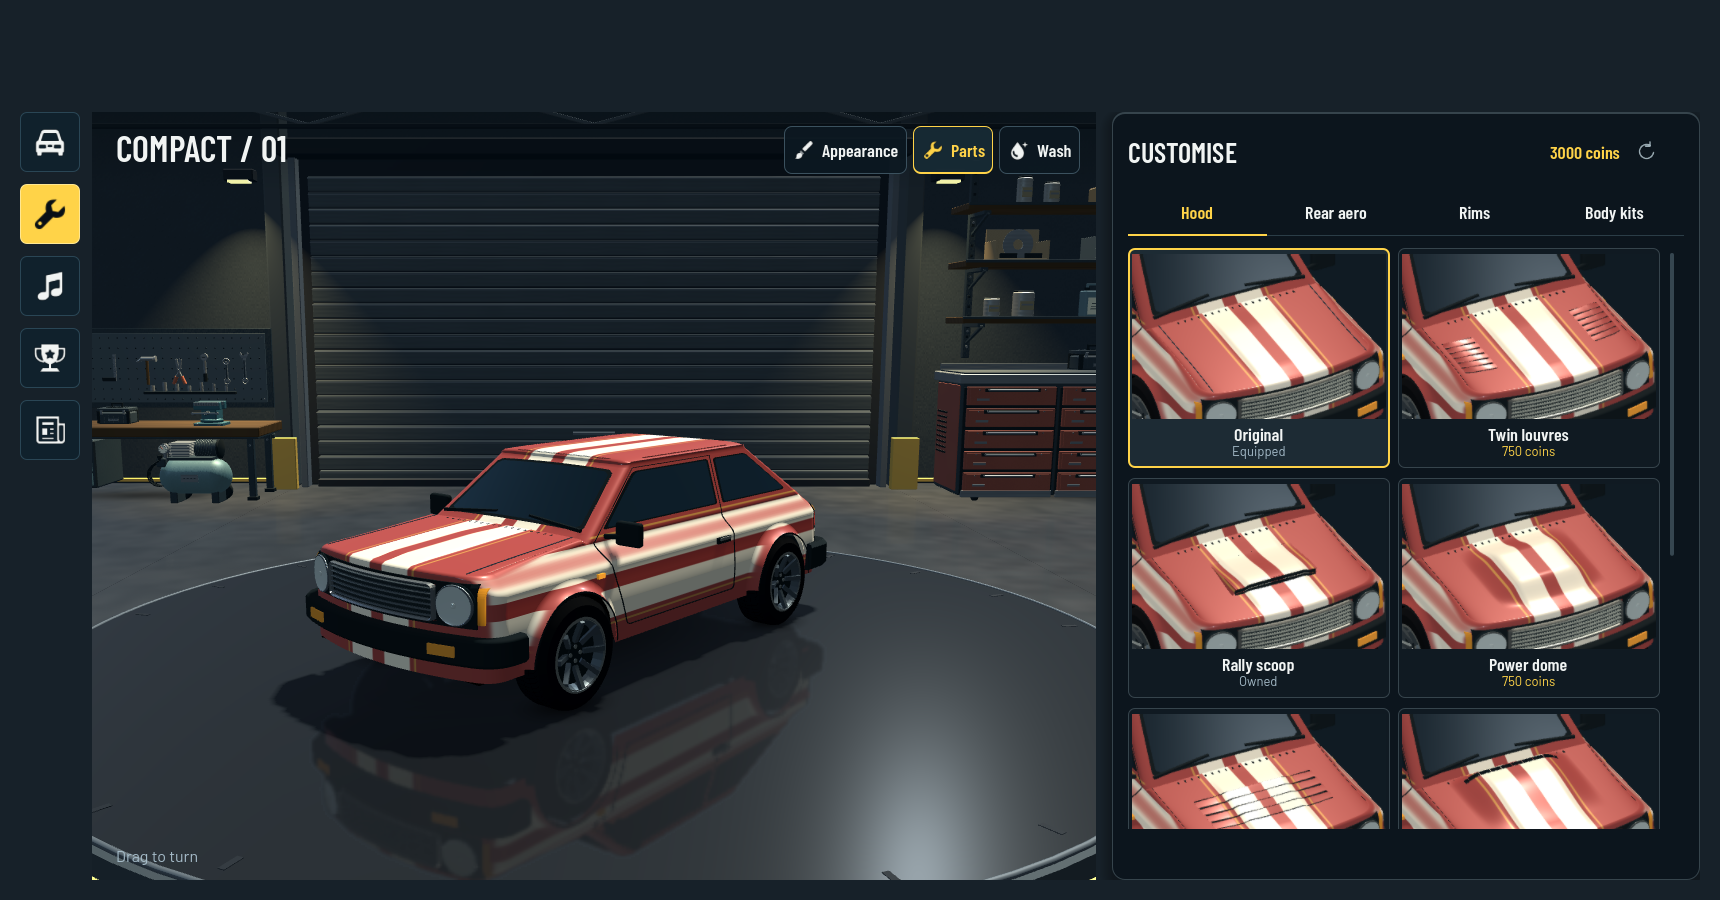 COMPACT / 01
Appearance
Parts
Wash
Drag to turn
CUSTOMISE
3000 coins
Hood
Rear aero
Rims
Body kits
Original
Equipped
Twin louvres
750 coins
Rally scoop
Owned
Power dome
750 coins